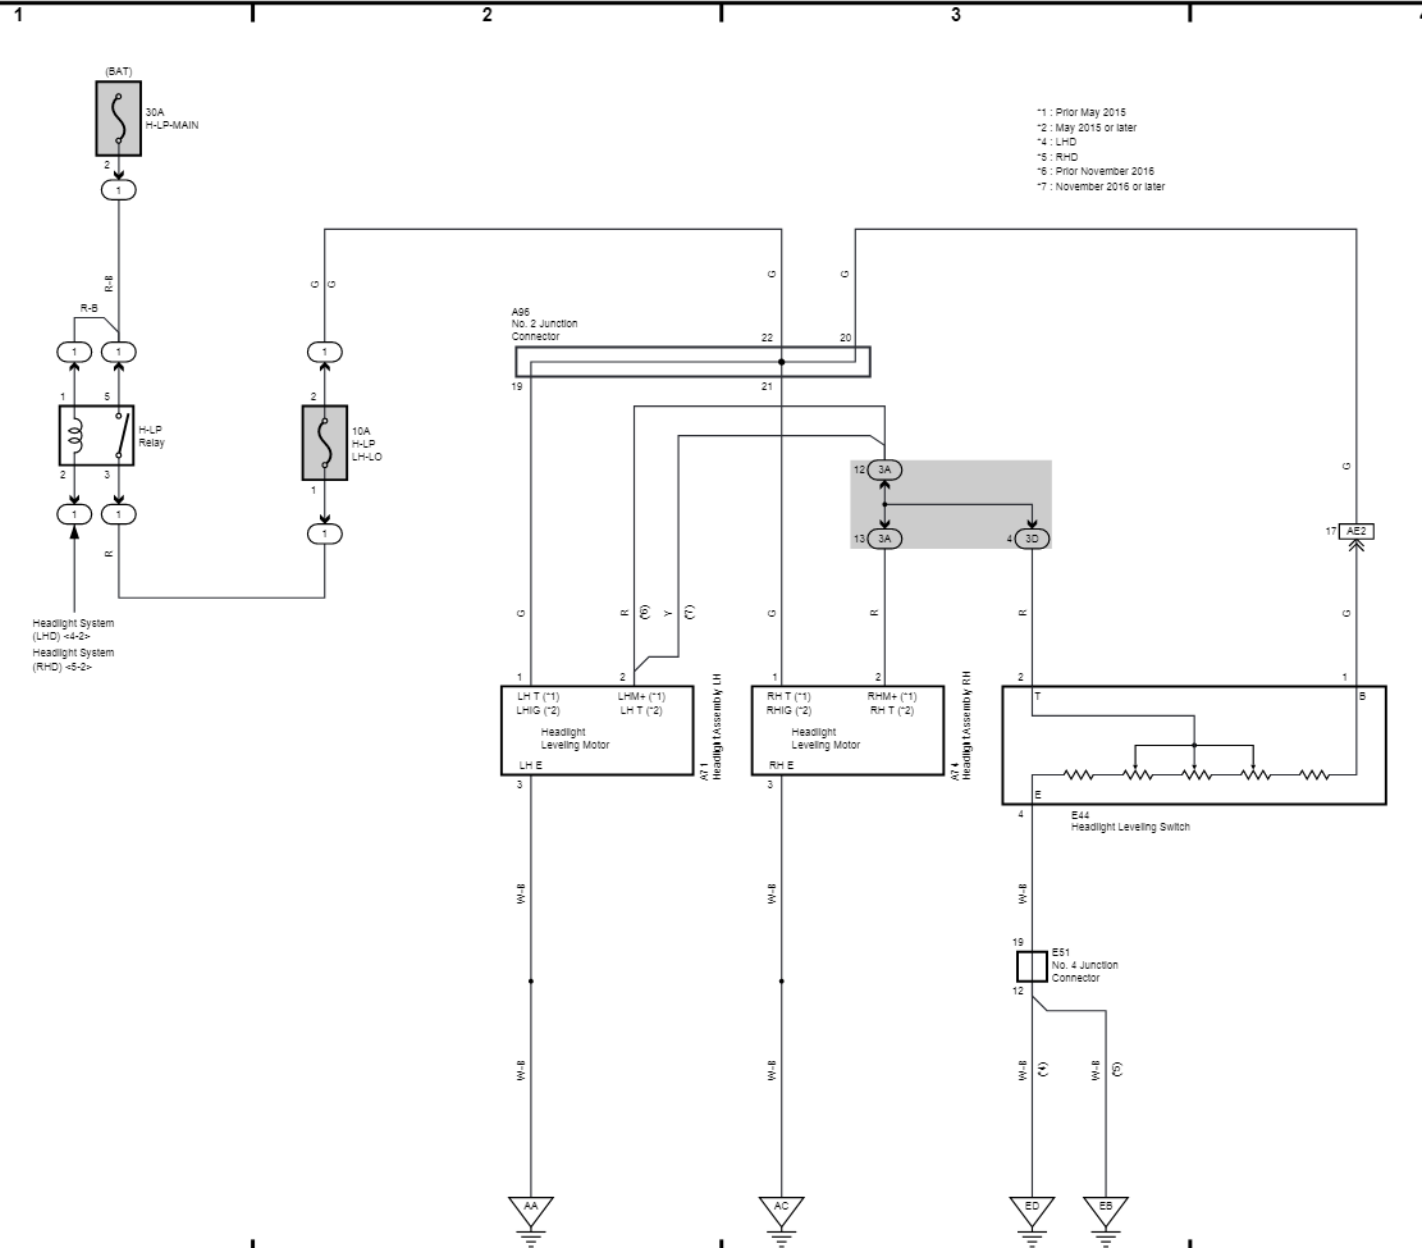 1
2
3
(BAT)
30A
H-LP-MAIN
2
1
*1 : Prior May 2015
*2 : May 2015 or later
*4 : LHD
*5 : RHD
*6 : Prior November 2016
*7 : November 2016 or later
R-B
R-B
G
G
G
G
A96
No. 2 Junction
Connector
22
20
1
1
1
19
21
1
5
2
H-LP
Relay
10A
H-LP
LH-LO
2
3
1
12
3A
1
1
1
R
13
3A
4
3D
17
AE2
G
Headlight System
(LHD) <4-2>
Headlight System
(RHD) <5-2>
G
R
(*6)
Y
(*7)
G
R
R
G
1
2
1
2
2
1
LH T (*1)
LHM+ (*1)
LHIG (*2)
LH T (*2)
Headlight
Leveling Motor
LH E
A71
Headlight Assembly LH
RH T (*1)
RHM+ (*1)
RHIG (*2)
RH T (*2)
Headlight
Leveling Motor
RH E
A74
Headlight Assembly RH
T
B
E
3
3
4
E44
Headlight Leveling Switch
W-B
W-B
W-B
19
E51
No. 4 Junction
Connector
12
W-B
W-B
W-B
(*4)
W-B
(*5)
AA
AC
ED
EB